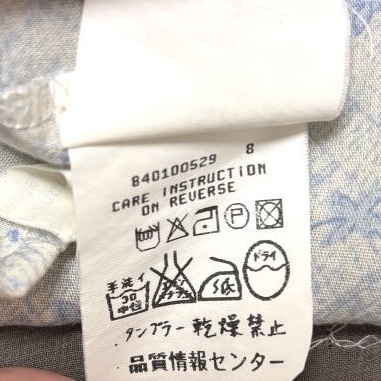 840100529 8
CARE INSTRUCTION
ON REVERSE
P
手洗イ
30
中性
ドライ
タンブラー乾燥禁止
品質情報センター